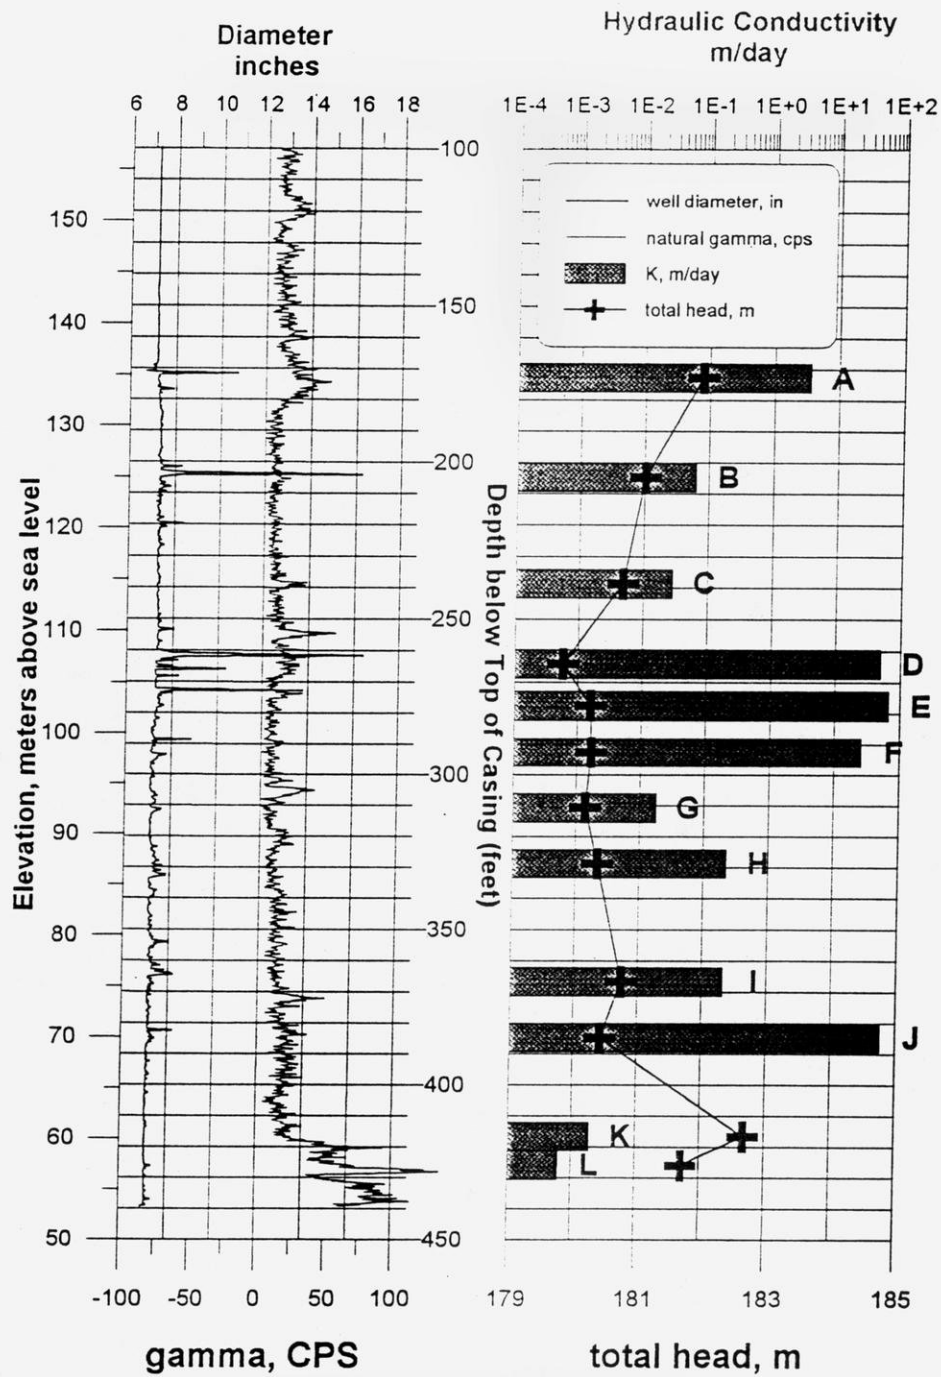 Diameter
inches
Hydraulic Conductivity
m/day
6 8 10 12 14 16 18
1E-4 1E-3 1E-2 1E-1 1E+0 1E+1 1E+2
well diameter, in
natural gamma, cps
K, m/day
total head, m
Elevation, meters above sea level
150
140
130
120
110
100
90
80
70
60
50
Depth below Top of Casing (feet)
100
150
200
250
300
350
400
450
A
B
C
D
E
F
G
H
I
J
K
L
-100 -50 0 50 100
179 181 183 185
gamma, CPS
total head, m